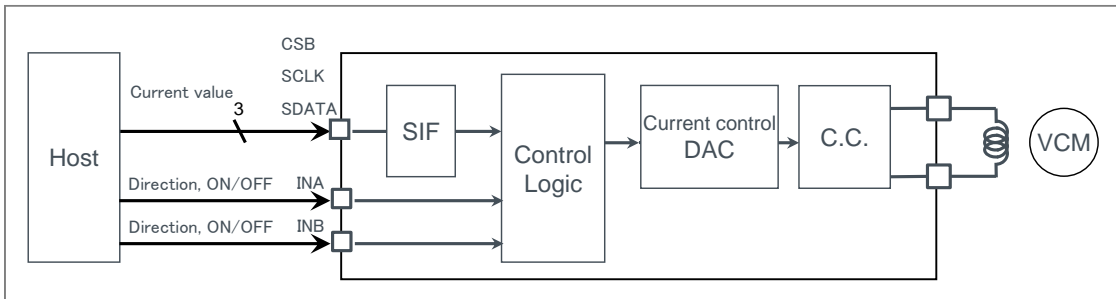 CSB
SCLK
Current value
3
SDATA
SIF
Host
Control
Logic
Current control
DAC
C.C.
VCM
Direction, ON/OFF INA
Direction, ON/OFF INB